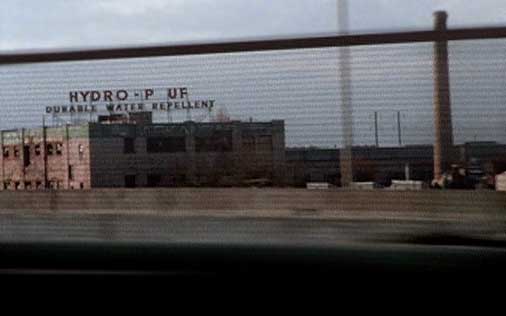 HYDRO-P UF
DURABLE WATER REPELLENT